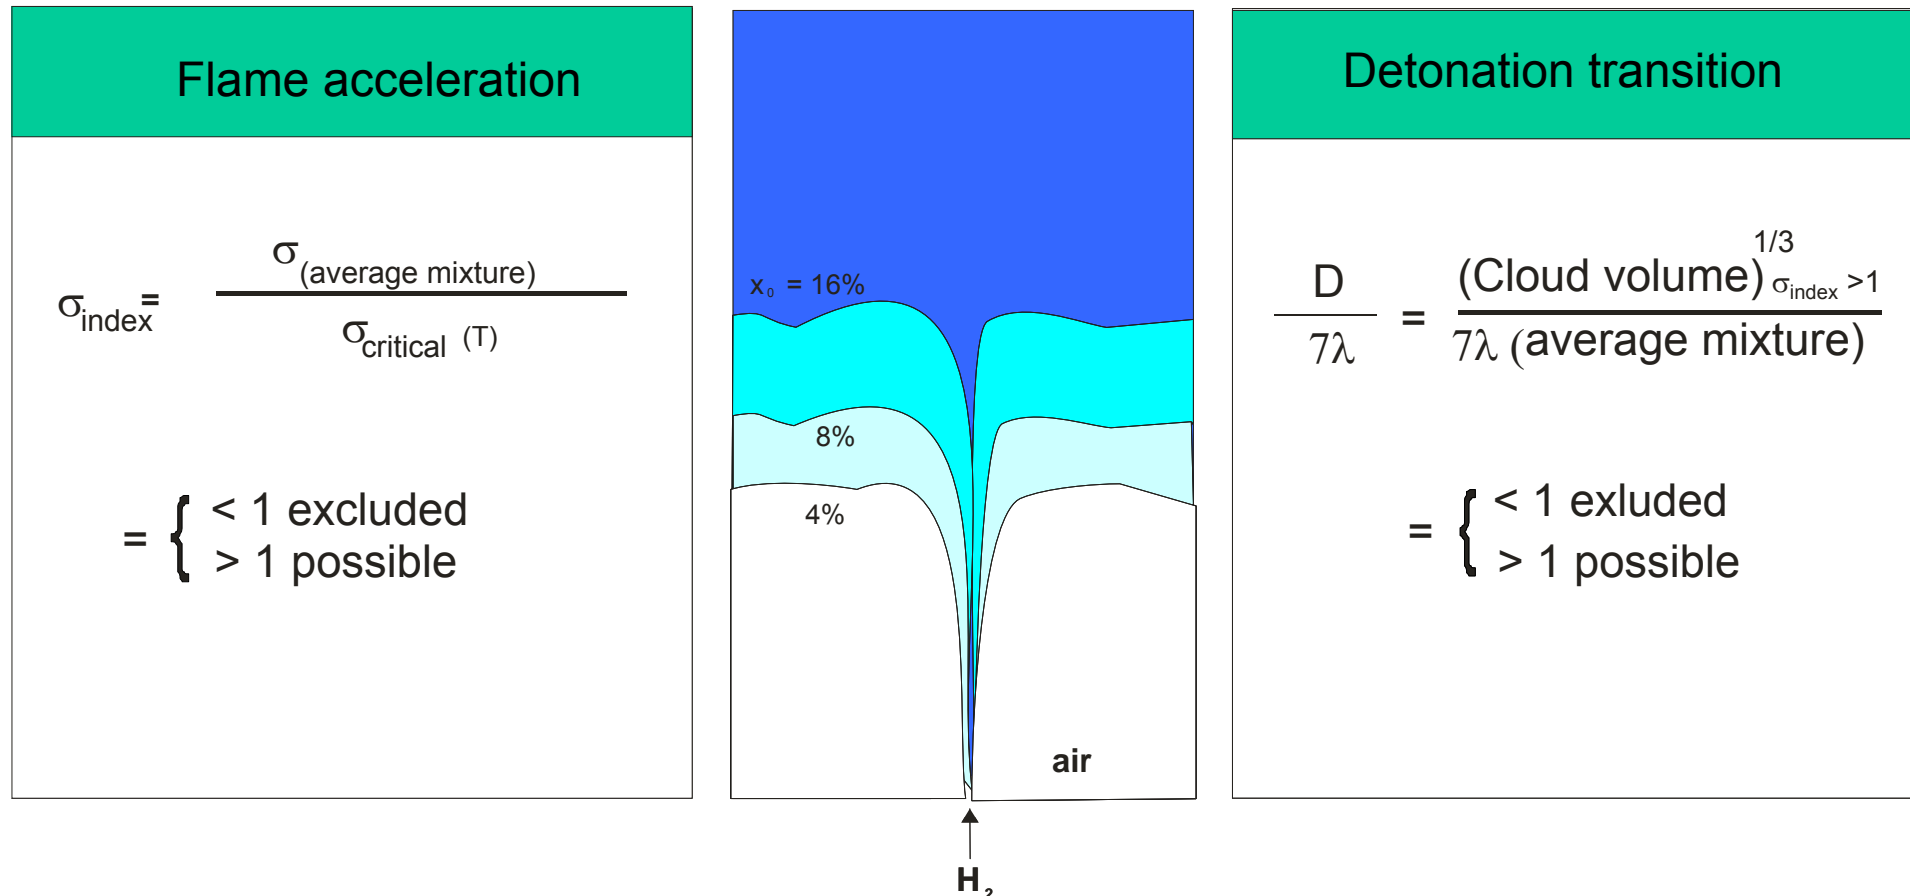 Flame acceleration
σindex = σ(average mixture)
σcritical (T)
= { < 1 excluded
> 1 possible
x₀ = 16%
8%
4%
air
H₂
Detonation transition
D / 7λ = (Cloud volume)^1/3 σindex >1
7λ (average mixture)
= { < 1 exluded
> 1 possible